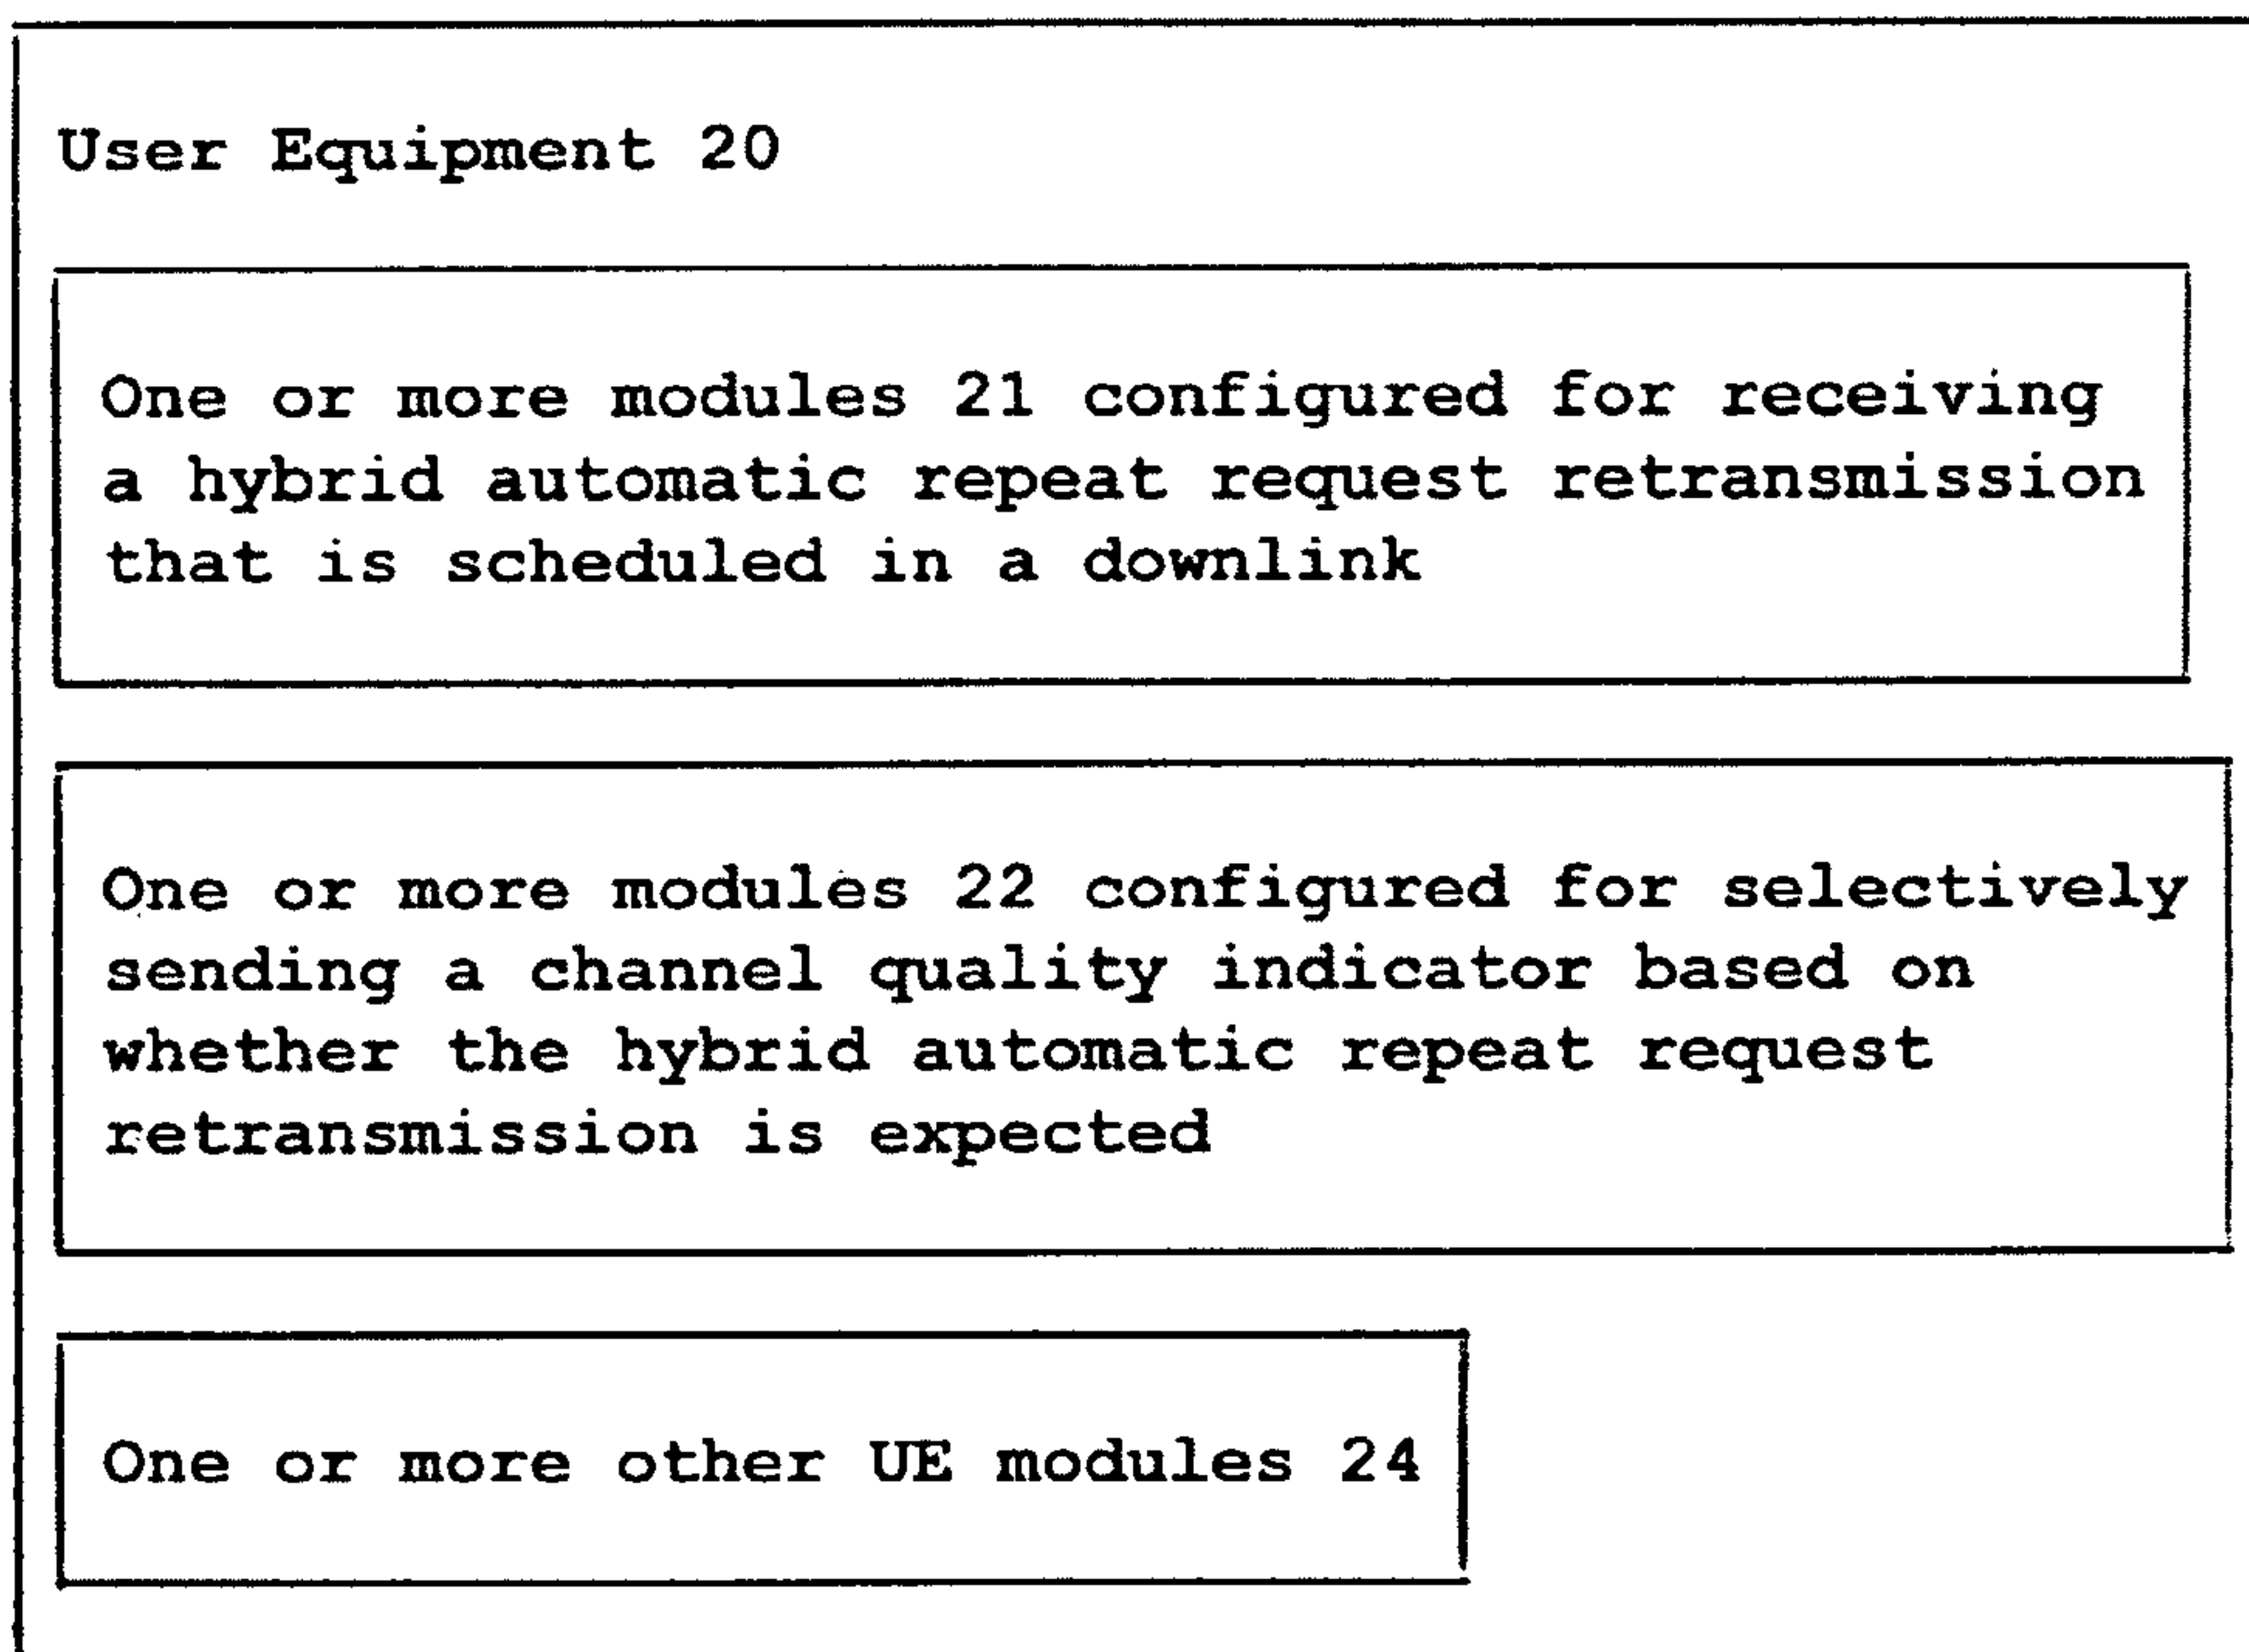 User Equipment 20
One or more modules 21 configured for receiving
a hybrid automatic repeat request retransmission
that is scheduled in a downlink
One or more modules 22 configured for selectively
sending a channel quality indicator based on
whether the hybrid automatic repeat request
retransmission is expected
One or more other UE modules 24